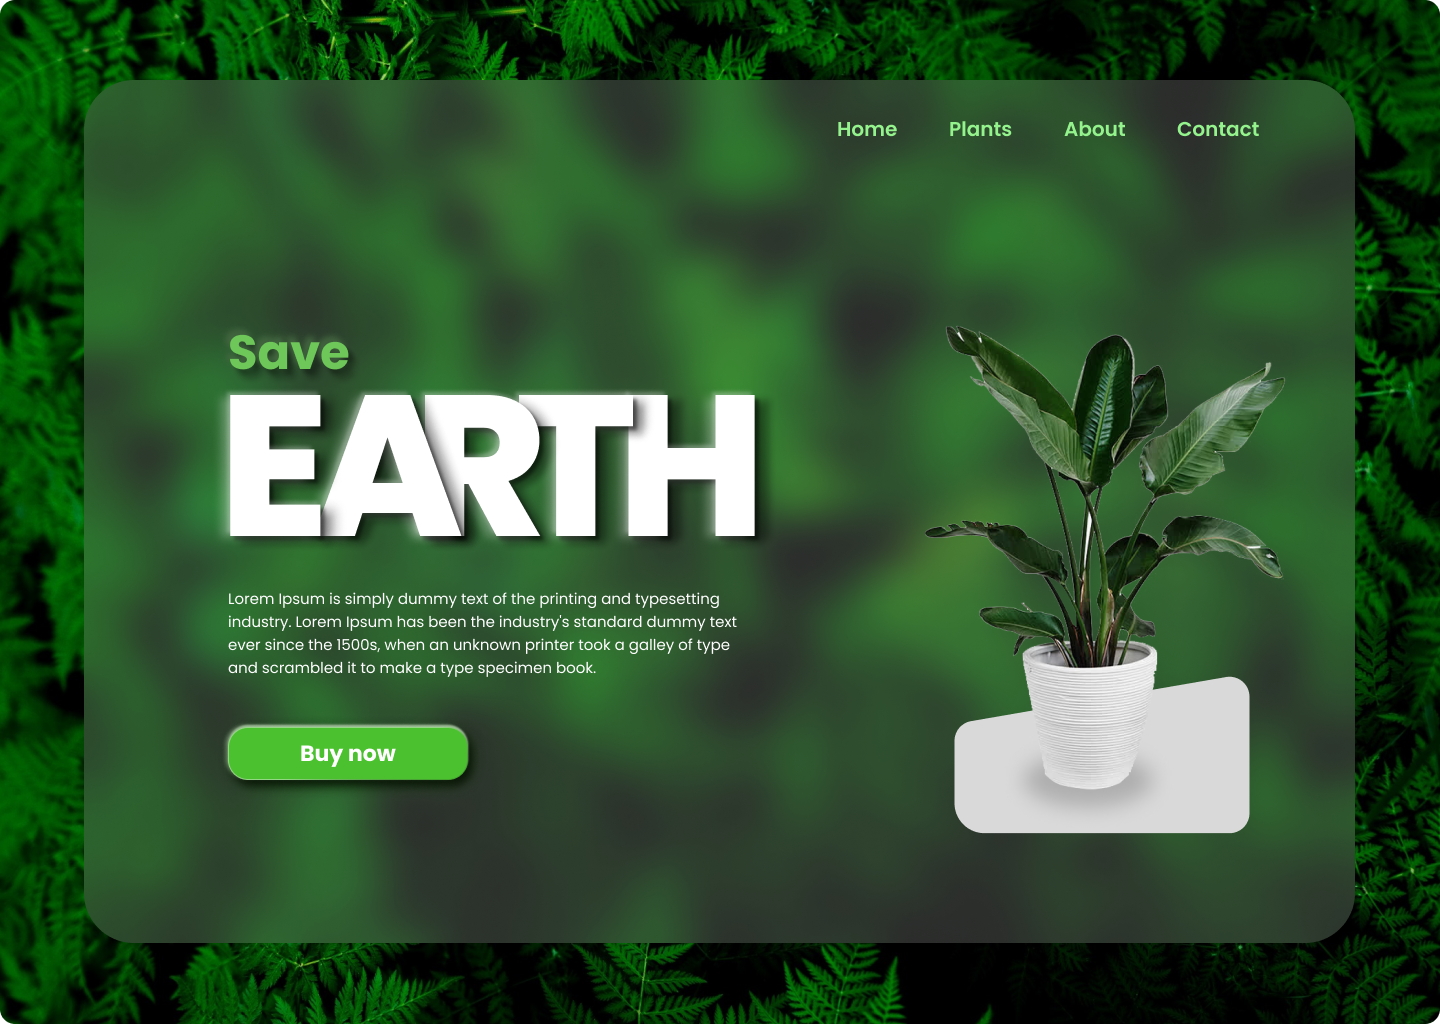 Home Plants About Contact
Save
EARTH
Lorem Ipsum is simply dummy text of the printing and typesetting
industry. Lorem Ipsum has been the industry's standard dummy text
ever since the 1500s, when an unknown printer took a galley of type
and scrambled it to make a type specimen book.
Buy now